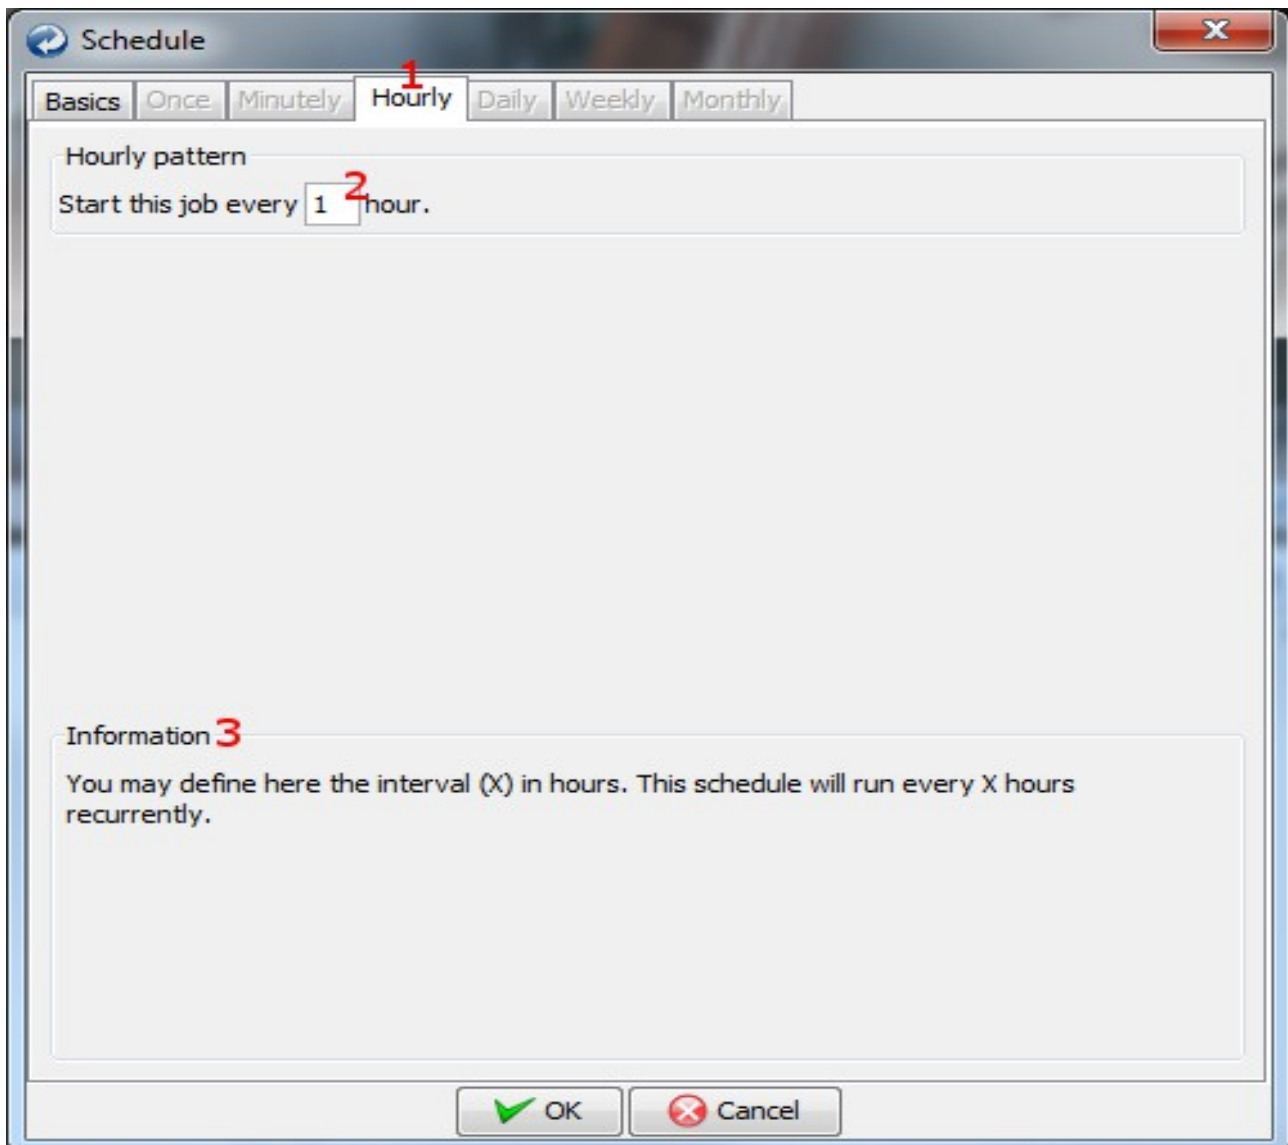 Schedule
X
1
Basics Once Minutely Hourly Daily Weekly Monthly
Hourly pattern
2
Start this job every 1 hour.
Information 3
You may define here the interval (X) in hours. This schedule will run every X hours
recurrently.
OK Cancel